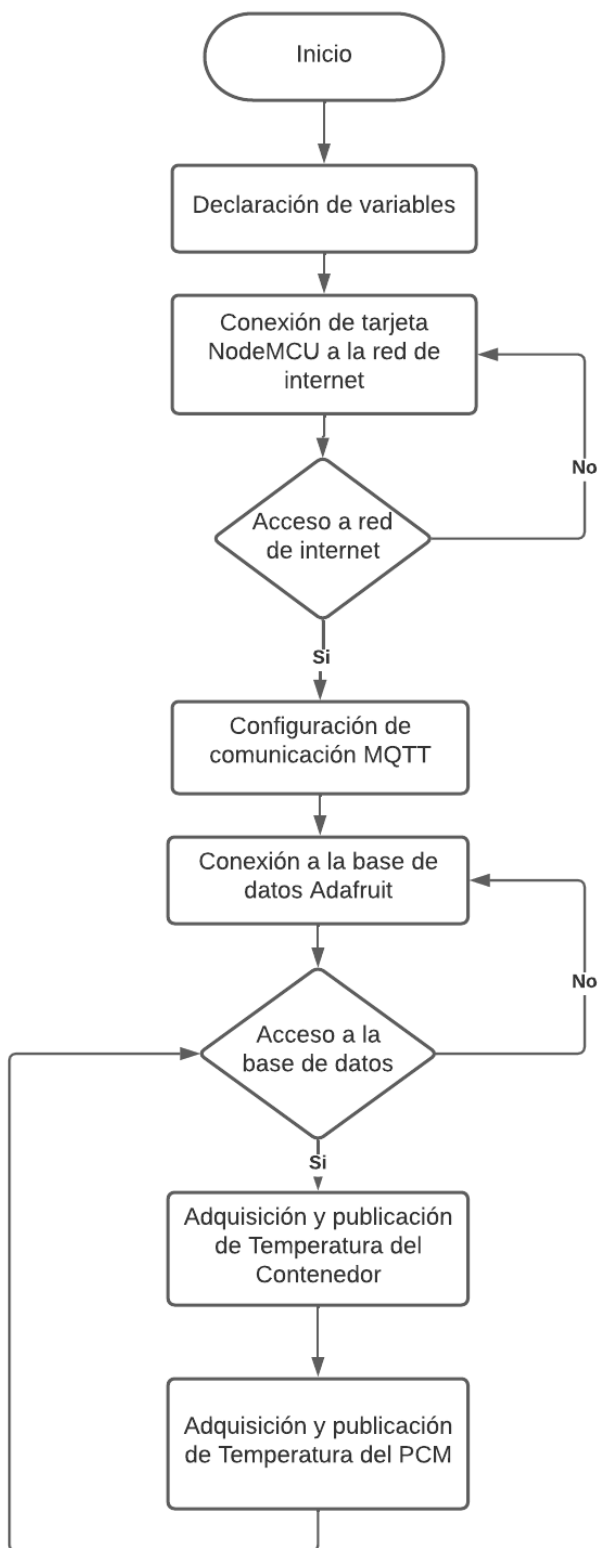 Inicio
Declaración de variables
Conexión de tarjeta
NodeMCU a la red de
internet
No
Acceso a red
de internet
Si
Configuración de
comunicación MQTT
Conexión a la base de
datos Adafruit
No
Acceso a la
base de datos
Si
Adquisición y publicación
de Temperatura del
Contenedor
Adquisición y publicación
de Temperatura del PCM